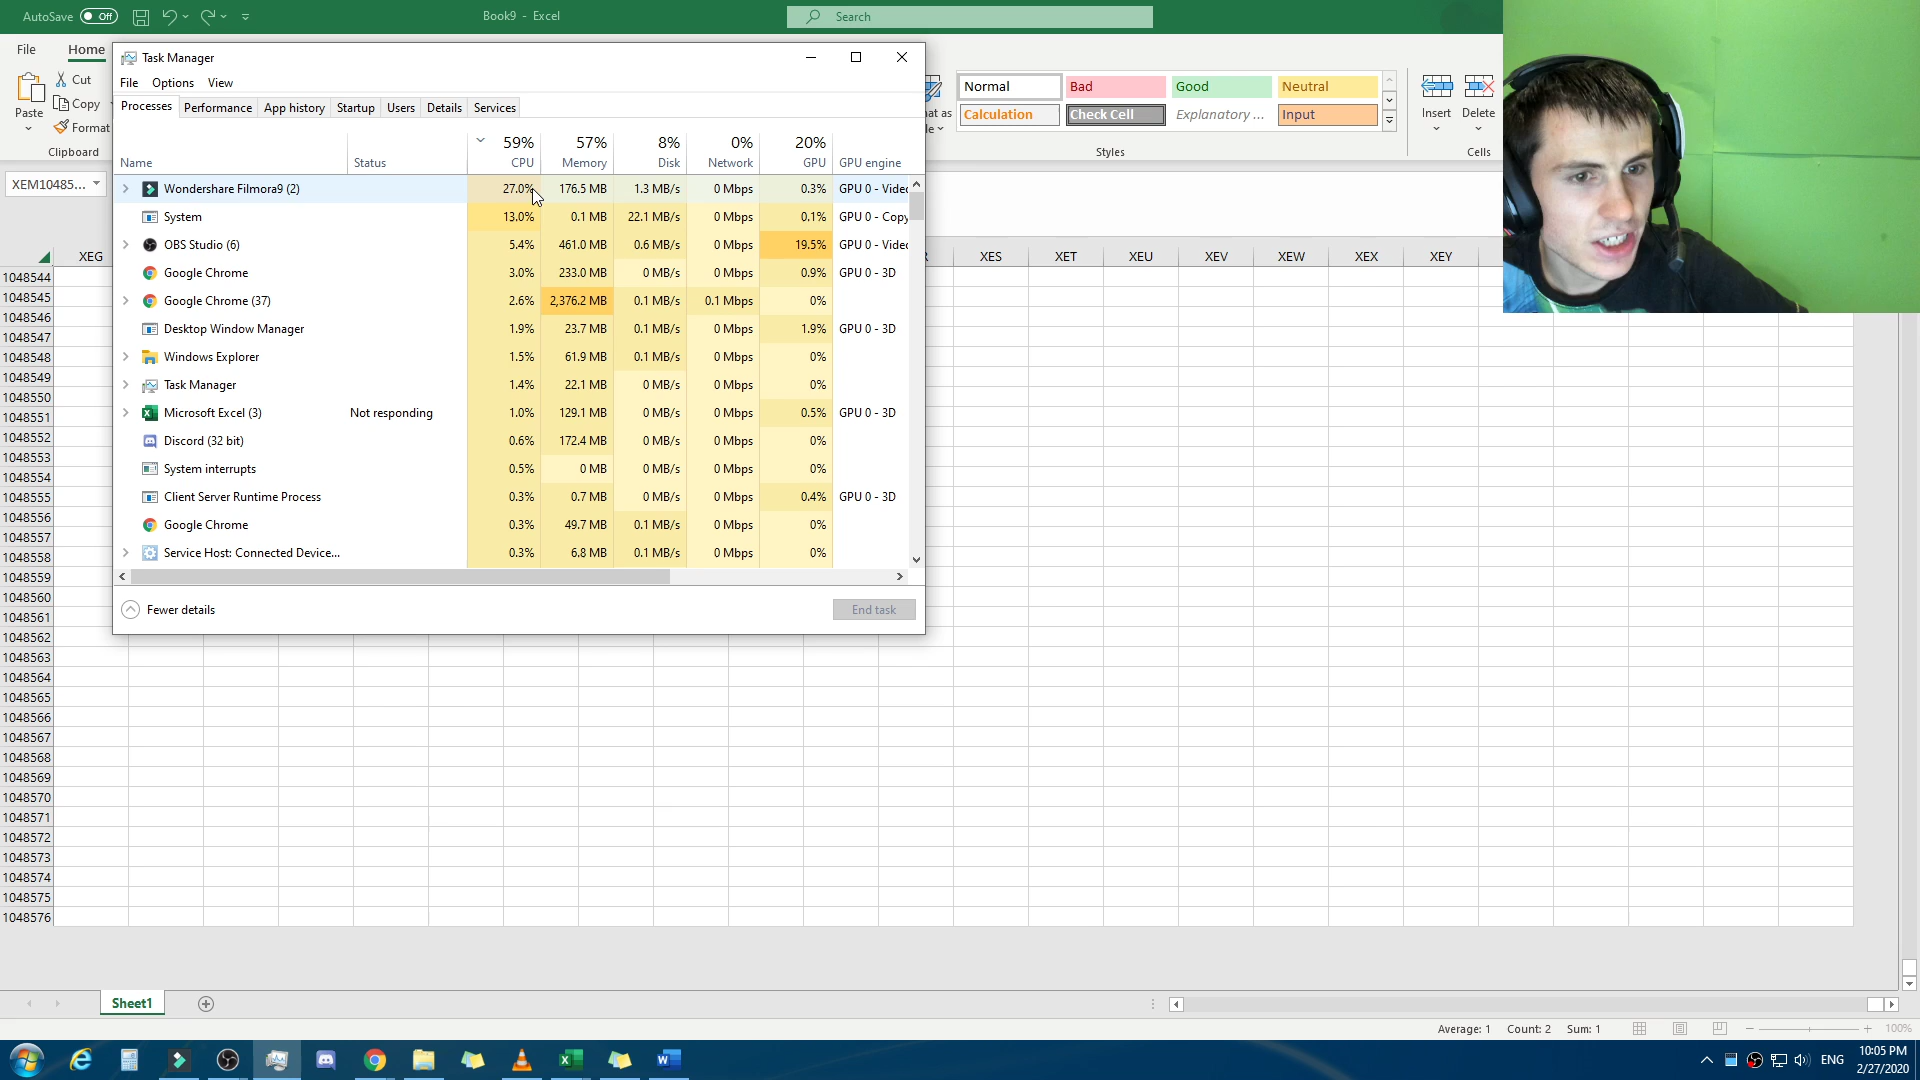 AutoSave Off Book9 - Excel Search
File Home
Paste Cut
Copy
Format
Clipboard
Normal Bad Good Neutral
Calculation Check Cell Explanatory ... Input
Styles
Insert Delete
Cells
XEM10485...
Task Manager
File Options View
Processes Performance App history Startup Users Details Services
59% 57% 8% 0% 20%
Name Status CPU Memory Disk Network GPU GPU engine
Wondershare Filmora9 (2) 27.0% 176.5 MB 1.3 MB/s 0 Mbps 0.3% GPU 0 - Videc
System 13.0% 0.1 MB 22.1 MB/s 0 Mbps 0.1% GPU 0 - Copy
OBS Studio (6) 5.4% 461.0 MB 0.6 MB/s 0 Mbps 19.5% GPU 0 - Videc
Google Chrome 3.0% 233.0 MB 0 MB/s 0 Mbps 0.9% GPU 0 - 3D
Google Chrome (37) 2.6% 2,376.2 MB 0.1 MB/s 0.1 Mbps 0%
Desktop Window Manager 1.9% 23.7 MB 0.1 MB/s 0 Mbps 1.9% GPU 0 - 3D
Windows Explorer 1.5% 61.9 MB 0.1 MB/s 0 Mbps 0%
Task Manager 1.4% 22.1 MB 0 MB/s 0 Mbps 0%
Microsoft Excel (3) Not responding 1.0% 129.1 MB 0 MB/s 0 Mbps 0.5% GPU 0 - 3D
Discord (32 bit) 0.6% 172.4 MB 0 MB/s 0 Mbps 0%
System interrupts 0.5% 0 MB 0 MB/s 0 Mbps 0%
Client Server Runtime Process 0.3% 0.7 MB 0 MB/s 0 Mbps 0.4% GPU 0 - 3D
Google Chrome 0.3% 49.7 MB 0.1 MB/s 0 Mbps 0%
Service Host: Connected Device... 0.3% 6.8 MB 0.1 MB/s 0 Mbps 0%
Fewer details End task
XEG XES XET XEU XEV XEW XEX XEY
1048544
1048545
1048546
1048547
1048548
1048549
1048550
1048551
1048552
1048553
1048554
1048555
1048556
1048557
1048558
1048559
1048560
1048561
1048562
1048563
1048564
1048565
1048566
1048567
1048568
1048569
1048570
1048571
1048572
1048573
1048574
1048575
1048576
Sheet1
Average: 1 Count: 2 Sum: 1 100%
ENG 10:05 PM
2/27/2020